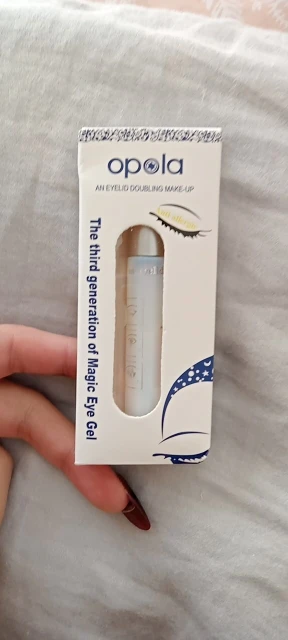 opola
AN EYELID DOUBLING MAKE-UP
The third generation of Magic Eye Gel